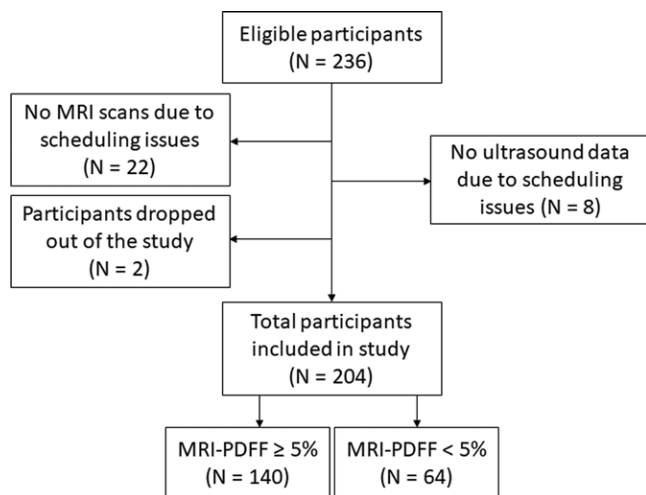 Eligible participants
(N = 236)
No MRI scans due to
scheduling issues
(N = 22)
No ultrasound data
due to scheduling
issues (N = 8)
Participants dropped
out of the study
(N = 2)
Total participants
included in study
(N = 204)
MRI-PDFF ≥ 5%
(N = 140)
MRI-PDFF < 5%
(N = 64)